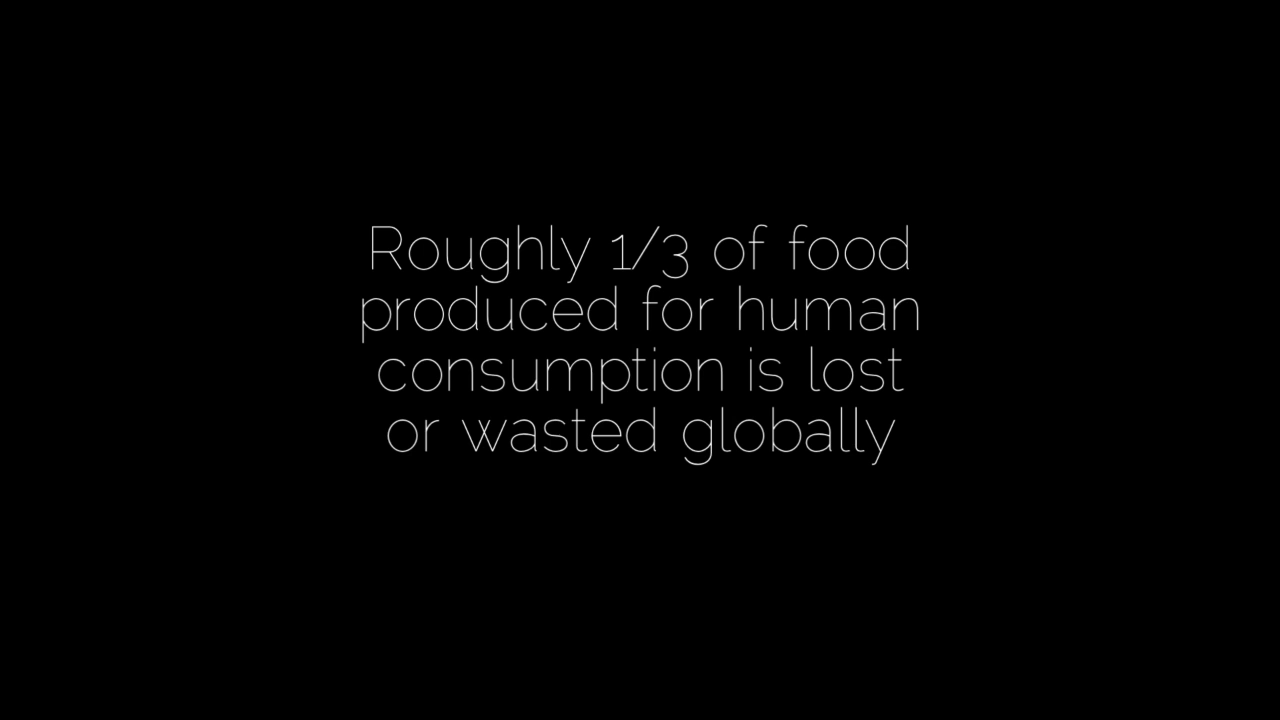 Roughly 1/3 of food
produced for human
consumption is lost
or wasted globally